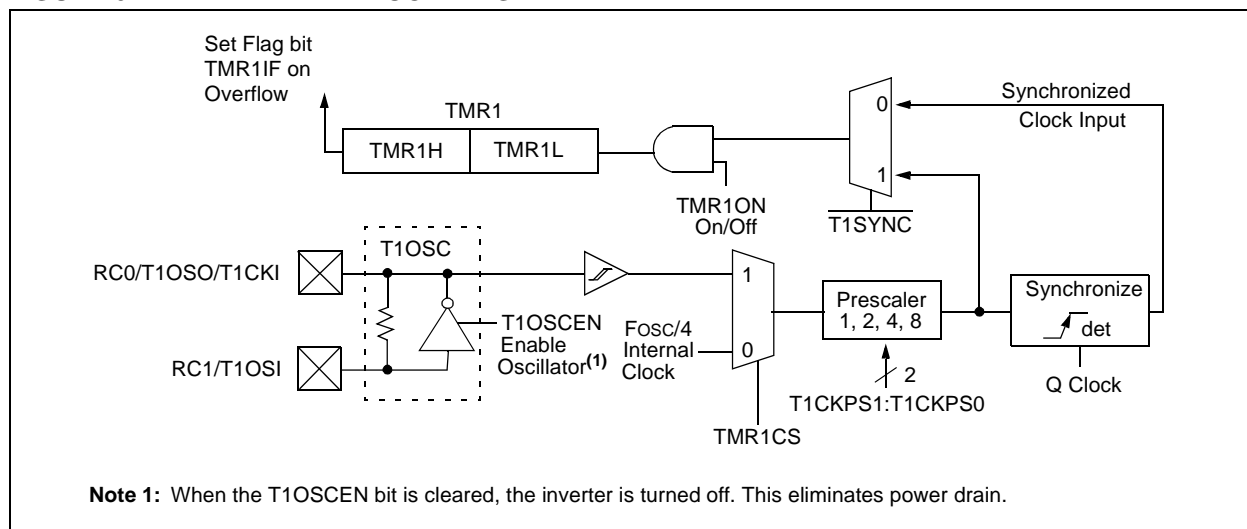 Set Flag bit
TMR1IF on
Overflow
TMR1
TMR1H
TMR1L
TMR1ON
On/Off
0
1
T1SYNC
Synchronized
Clock Input
RC0/T1OSO/T1CKI
T1OSC
RC1/T1OSI
T1OSCEN
Enable
Oscillator(1)
FOSC/4
Internal
Clock
1
0
TMR1CS
Prescaler
1, 2, 4, 8
2
T1CKPS1:T1CKPS0
Synchronize
det
Q Clock
Note 1: When the T1OSCEN bit is cleared, the inverter is turned off. This eliminates power drain.